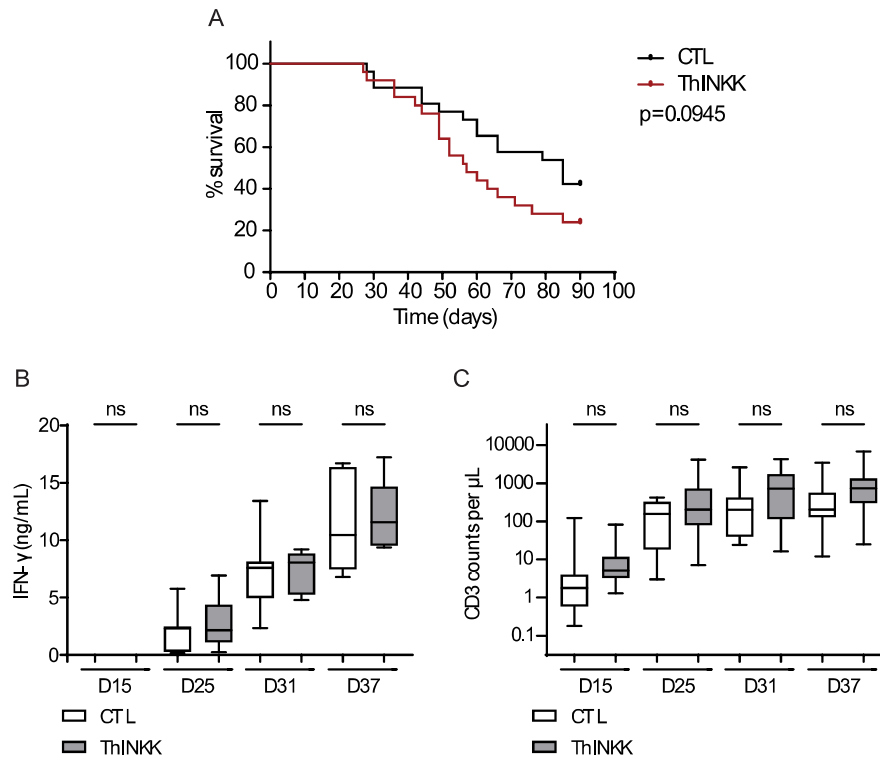 A
100
80
60
40
20
0
% survival
0 10 20 30 40 50 60 70 80 90 100
Time (days)
CTL
ThINKK
p=0.0945
B
ns ns ns ns
20
15
10
5
0
IFN-γ (ng/mL)
D15 D25 D31 D37
CTL
ThINKK
C
ns ns ns ns
10000
1000
100
10
1
0.1
CD3 counts per µL
D15 D25 D31 D37
CTL
ThINKK